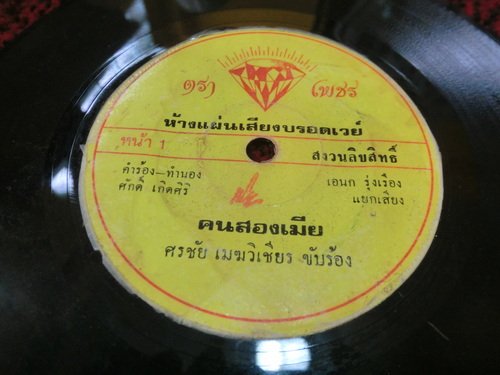 ตรา เพชร
ห้างแผ่นเสียงบรอดเวย์
หน้า 1 สงวนลิขสิทธิ์
คำร้อง—ทำนอง เอนก รุ่งเรือง
ศักดิ์ เกิดศิริ แยกเสียง
คนสองเมีย
ศรชัย เมฆวิเชียร ขับร้อง